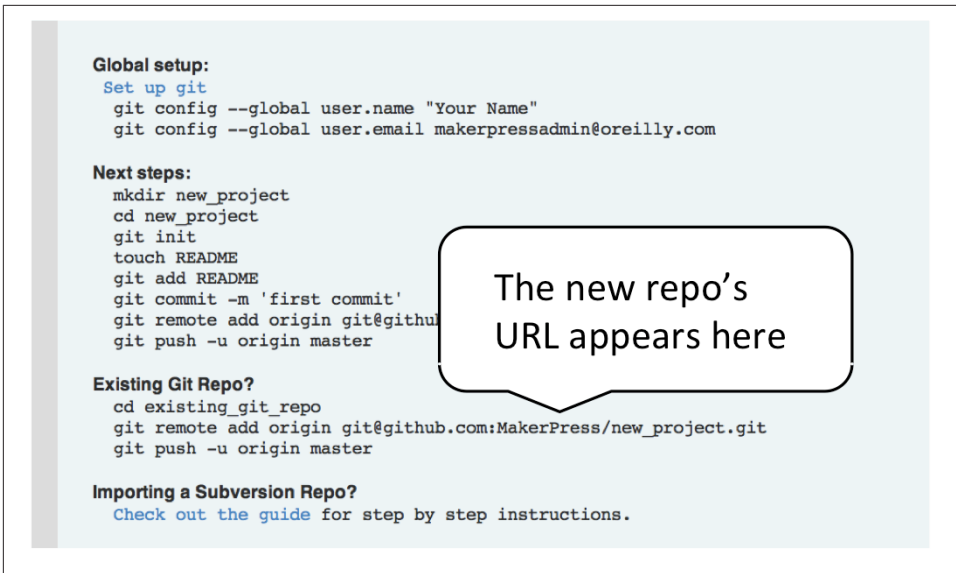 Global setup:
Set up git
git config --global user.name "Your Name"
git config --global user.email makerpressadmin@oreilly.com
Next steps:
mkdir new_project
cd new_project
git init
touch README
git add README
git commit -m 'first commit'
git remote add origin git@githu
git push -u origin master
The new repo’s
URL appears here
Existing Git Repo?
cd existing_git_repo
git remote add origin git@github.com:MakerPress/new_project.git
git push -u origin master
Importing a Subversion Repo?
Check out the guide for step by step instructions.